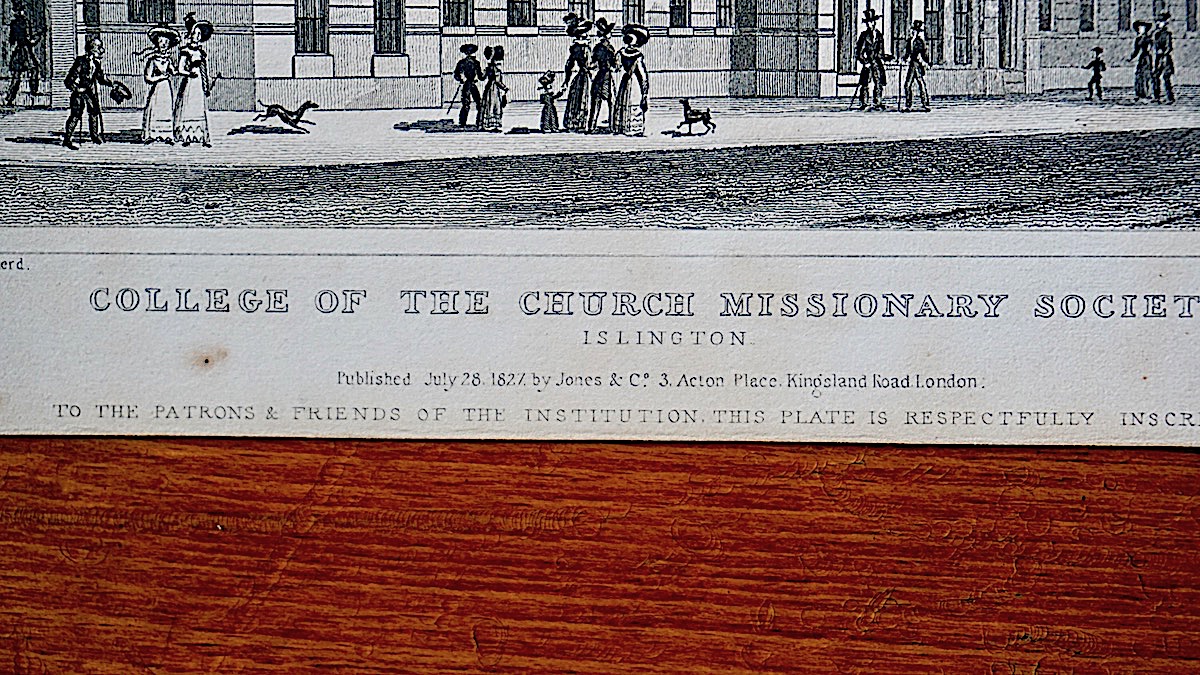 erd.
COLLEGE OF THE CHURCH MISSIONARY SOCIET
ISLINGTON.
Published July 28, 1827, by Jones & Co. 3, Acton Place, Kingsland Road, London.
TO THE PATRONS & FRIENDS OF THE INSTITUTION, THIS PLATE IS RESPECTFULLY INSCR